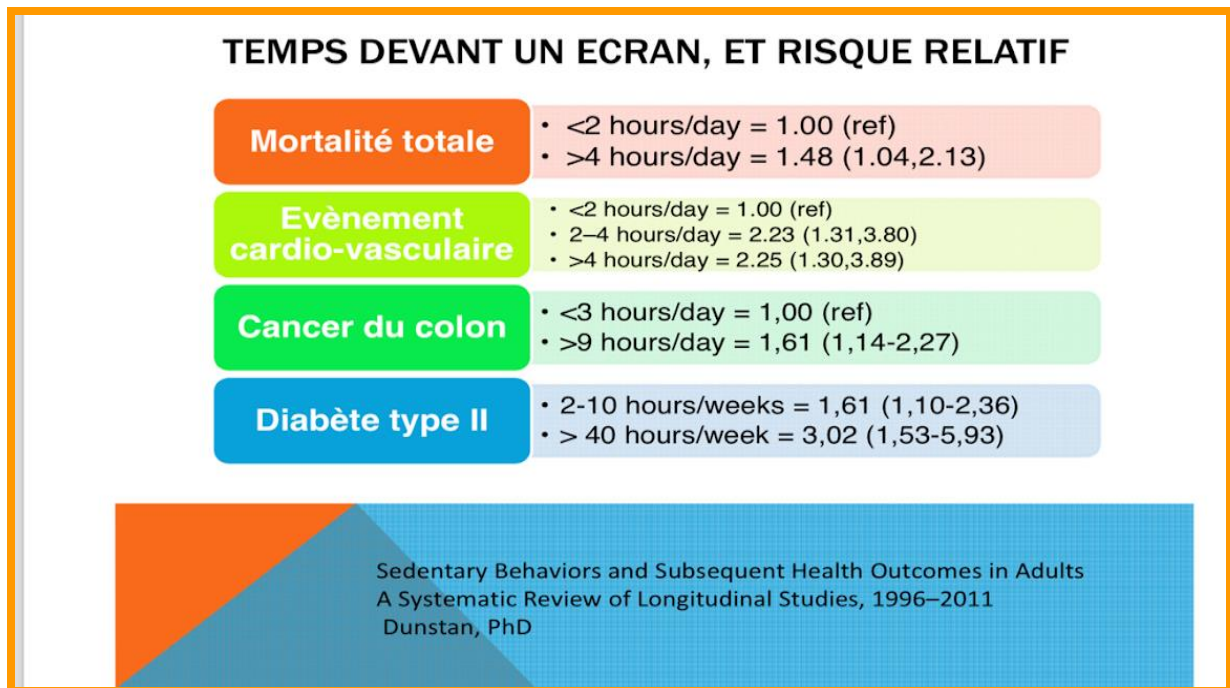 TEMPS DEVANT UN ECRAN, ET RISQUE RELATIF
Mortalité totale
• <2 hours/day = 1.00 (ref)
• >4 hours/day = 1.48 (1.04,2.13)
Evènement
cardio-vasculaire
• <2 hours/day = 1.00 (ref)
• 2–4 hours/day = 2.23 (1.31,3.80)
• >4 hours/day = 2.25 (1.30,3.89)
Cancer du colon
• <3 hours/day = 1,00 (ref)
• >9 hours/day = 1,61 (1,14-2,27)
Diabète type II
• 2-10 hours/weeks = 1,61 (1,10-2,36)
• > 40 hours/week = 3,02 (1,53-5,93)
Sedentary Behaviors and Subsequent Health Outcomes in Adults
A Systematic Review of Longitudinal Studies, 1996–2011
Dunstan, PhD